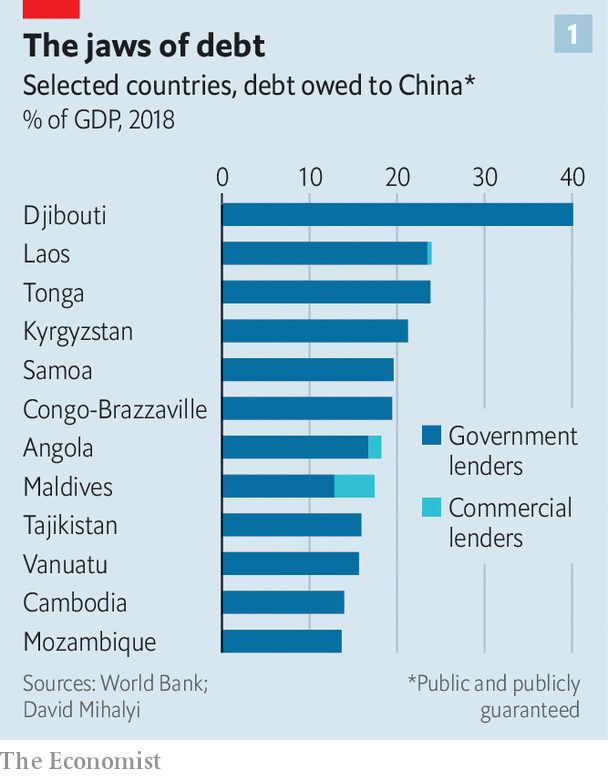 The jaws of debt
1
Selected countries, debt owed to China*
% of GDP, 2018
0 10 20 30 40
Djibouti
Laos
Tonga
Kyrgyzstan
Samoa
Congo-Brazzaville
Angola
Maldives
Tajikistan
Vanuatu
Cambodia
Mozambique
Government
lenders
Commercial
lenders
Sources: World Bank;
David Mihalyi
*Public and publicly
guaranteed
The Economist